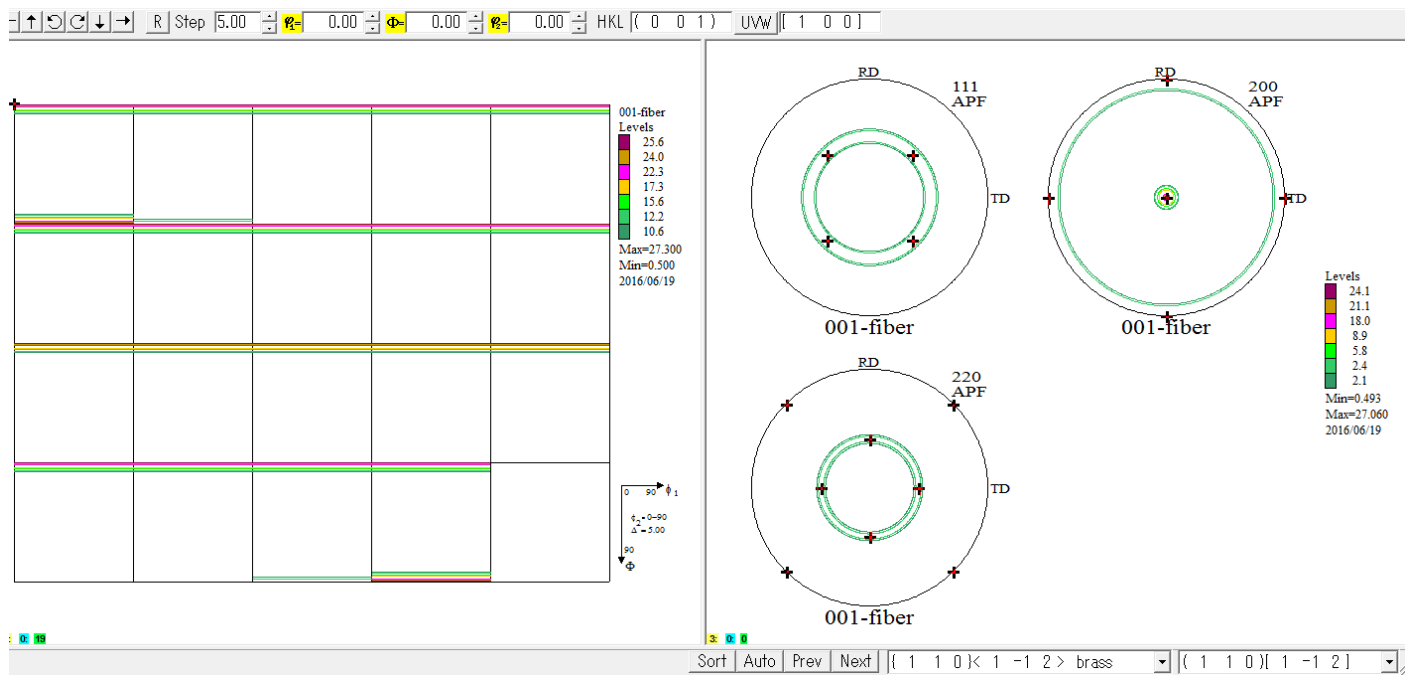 R Step 5.00 φ1= 0.00 Φ= 0.00 φ2= 0.00 HKL ( 0 0 1 ) UVW [ 1 0 0 ]
001-fiber
Levels
25.6
24.0
22.3
17.3
15.6
12.2
10.6
Max=27.300
Min=0.500
2016/06/19
0 90 ϕ1
ϕ2=0-90
Δ=5.00
90
Φ
0: 19
RD
111
APF
TD
001-fiber
RD
200
APF
TD
001-fiber
RD
220
APF
TD
001-fiber
Levels
24.1
21.1
18.0
8.9
5.8
2.4
2.1
Min=0.493
Max=27.060
2016/06/19
3: 0: 0
Sort Auto Prev Next { 1 1 0 }< 1 -1 2 > brass ( 1 1 0 )[ 1 -1 2 ]